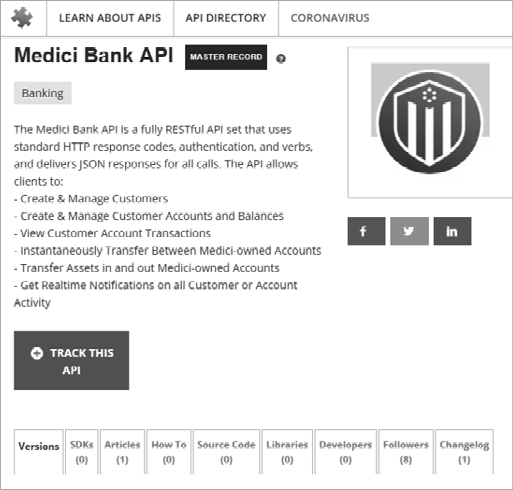 LEARN ABOUT APIS API DIRECTORY CORONAVIRUS
Medici Bank API MASTER RECORD ?
Banking
The Medici Bank API is a fully RESTful API set that uses
standard HTTP response codes, authentication, and verbs,
and delivers JSON responses for all calls. The API allows
clients to:
- Create & Manage Customers
- Create & Manage Customer Accounts and Balances
- View Customer Account Transactions
- Instantaneously Transfer Between Medici-owned Accounts
- Transfer Assets in and out Medici-owned Accounts
- Get Realtime Notifications on all Customer or Account
Activity
TRACK THIS
API
Versions SDKs Articles How To Source Code Libraries Developers Followers Changelog
(0) (1) (0) (0) (0) (0) (8) (1)